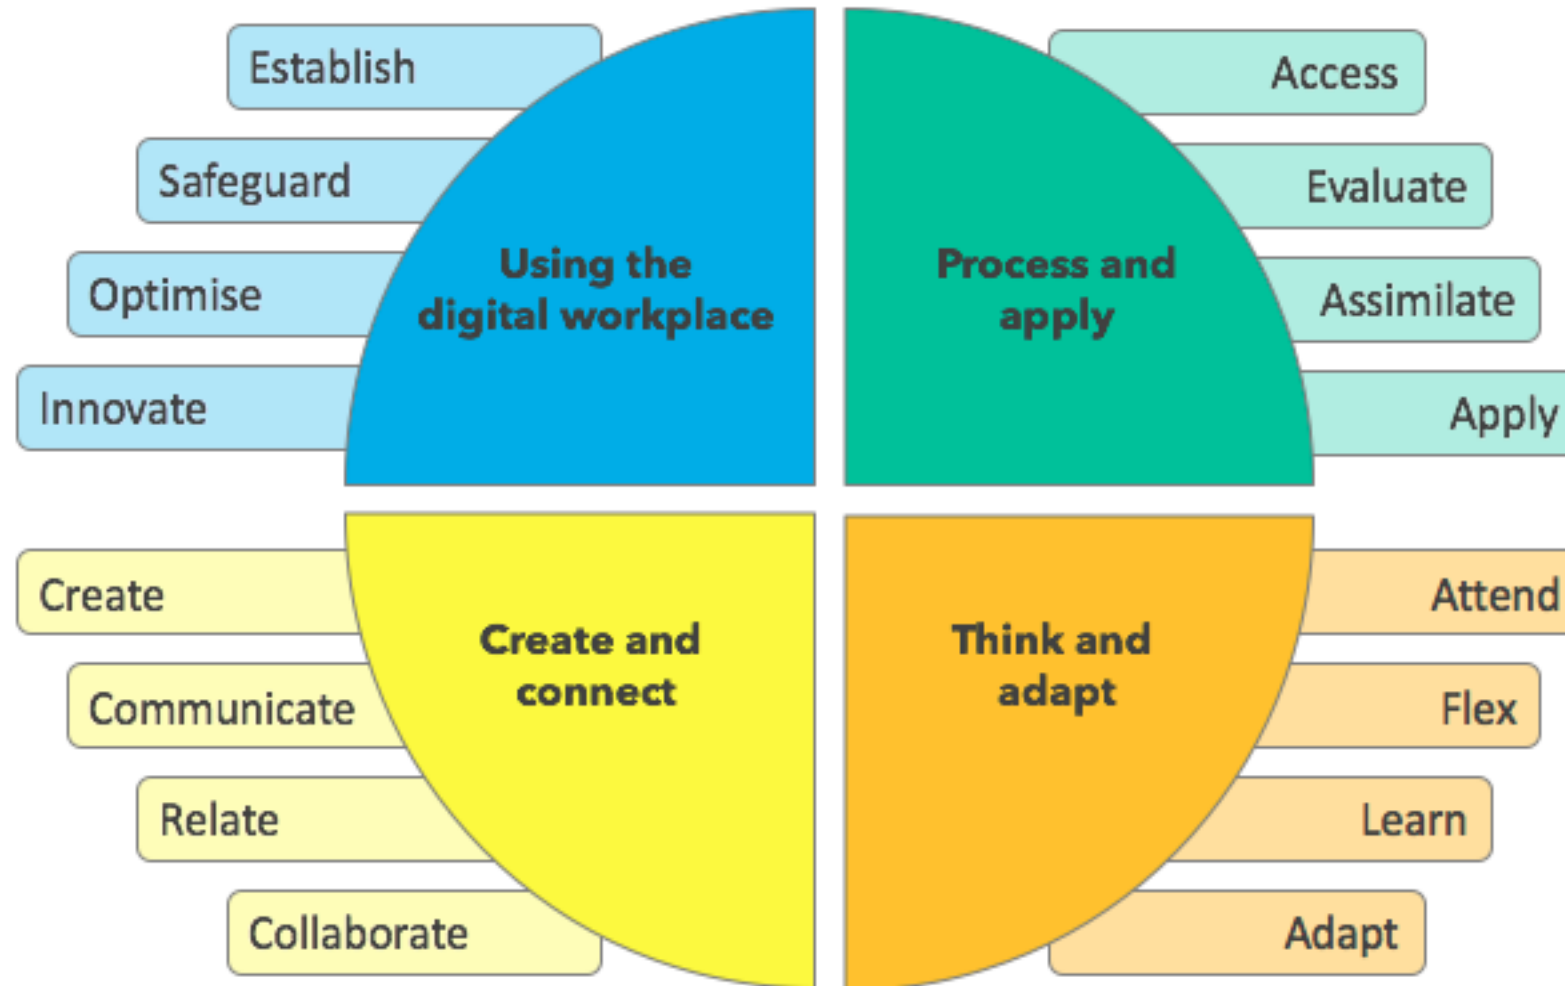 Establish
Safeguard
Optimise
Innovate
Using the
digital workplace
Process and
apply
Access
Evaluate
Assimilate
Apply
Create
Communicate
Relate
Collaborate
Create and
connect
Think and
adapt
Attend
Flex
Learn
Adapt